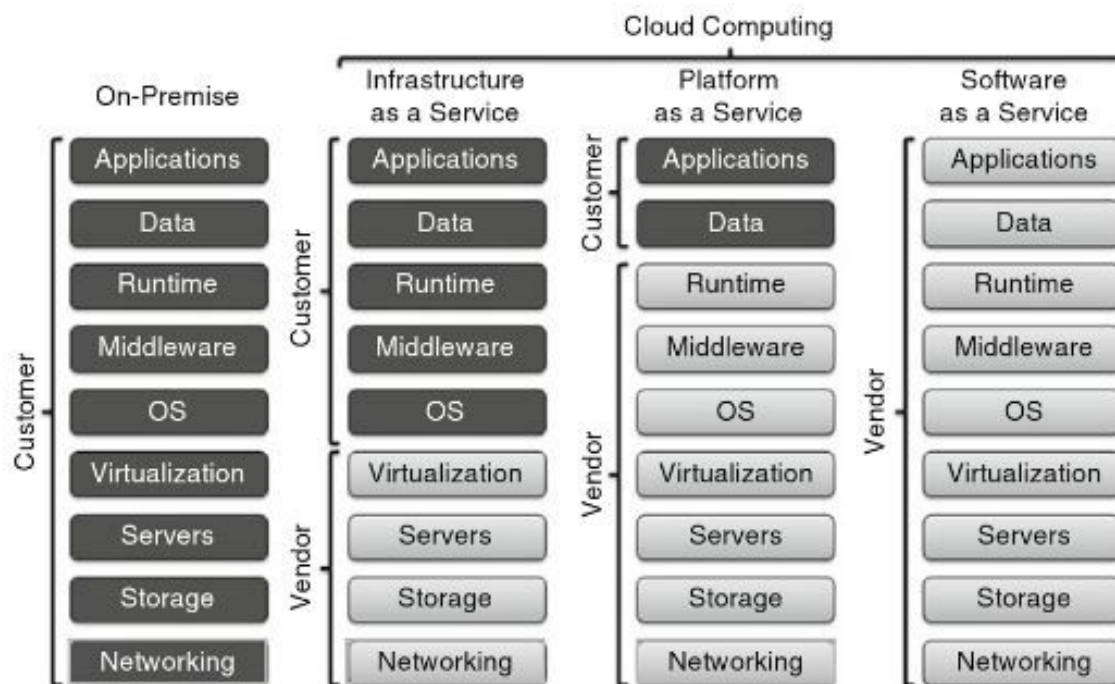 Cloud Computing
On-Premise
Customer
Applications
Data
Runtime
Middleware
OS
Virtualization
Servers
Storage
Networking
Infrastructure
as a Service
Customer
Vendor
Applications
Data
Runtime
Middleware
OS
Virtualization
Servers
Storage
Networking
Platform
as a Service
Customer
Vendor
Applications
Data
Runtime
Middleware
OS
Virtualization
Servers
Storage
Networking
Software
as a Service
Vendor
Applications
Data
Runtime
Middleware
OS
Virtualization
Servers
Storage
Networking